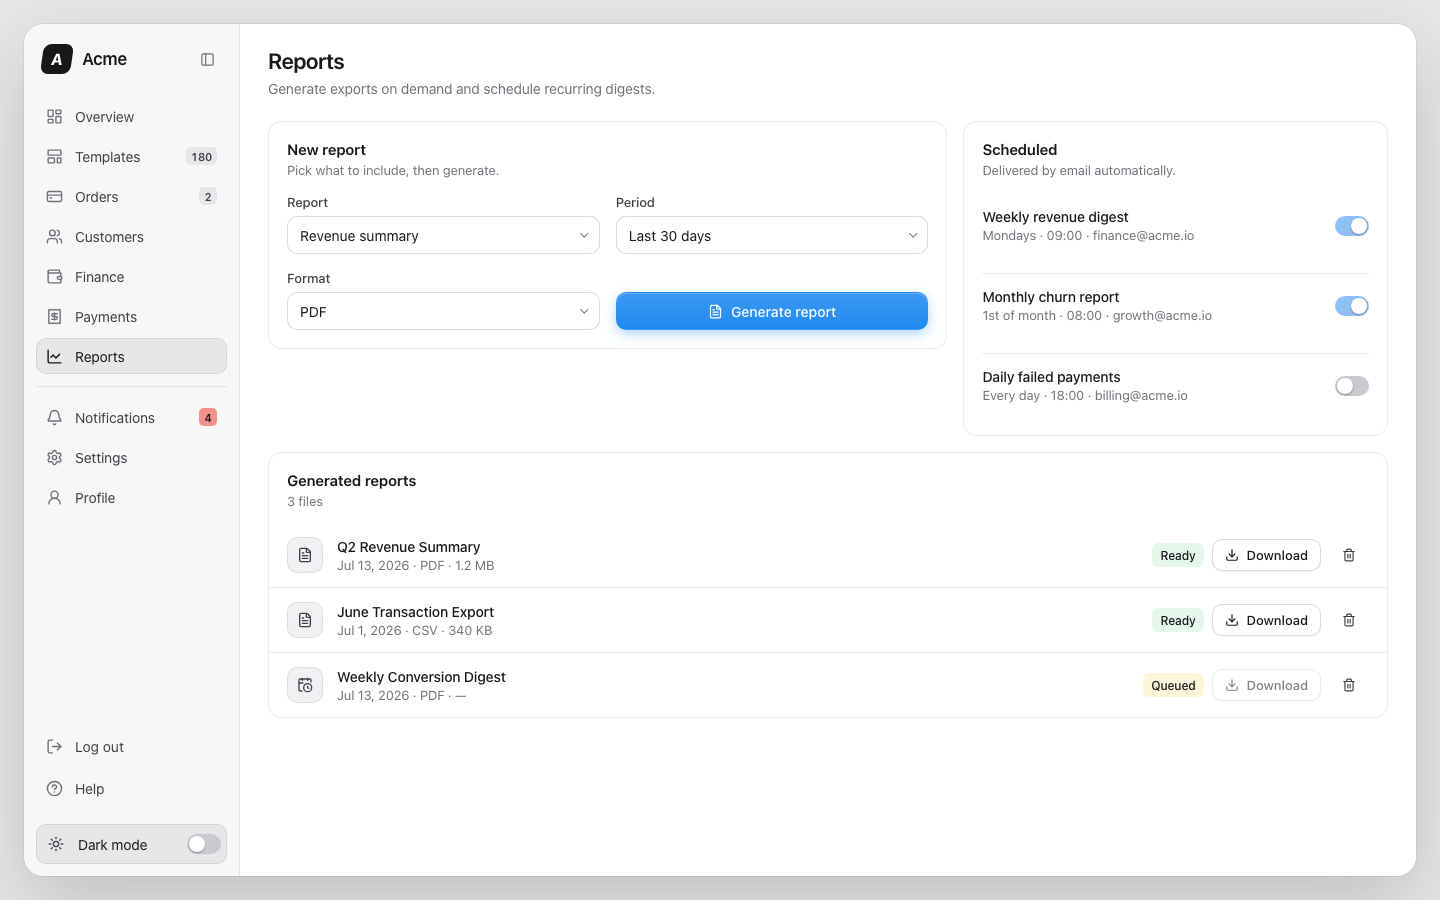 A Acme
Overview
Templates 180
Orders 2
Customers
Finance
Payments
Reports
Notifications 4
Settings
Profile
Log out
Help
Dark mode
Reports
Generate exports on demand and schedule recurring digests.
New report
Pick what to include, then generate.
Report
Revenue summary
Period
Last 30 days
Format
PDF
Generate report
Scheduled
Delivered by email automatically.
Weekly revenue digest
Mondays · 09:00 · finance@acme.io
Monthly churn report
1st of month · 08:00 · growth@acme.io
Daily failed payments
Every day · 18:00 · billing@acme.io
Generated reports
3 files
Q2 Revenue Summary
Jul 13, 2026 · PDF · 1.2 MB
Ready Download
June Transaction Export
Jul 1, 2026 · CSV · 340 KB
Ready Download
Weekly Conversion Digest
Jul 13, 2026 · PDF · —
Queued Download